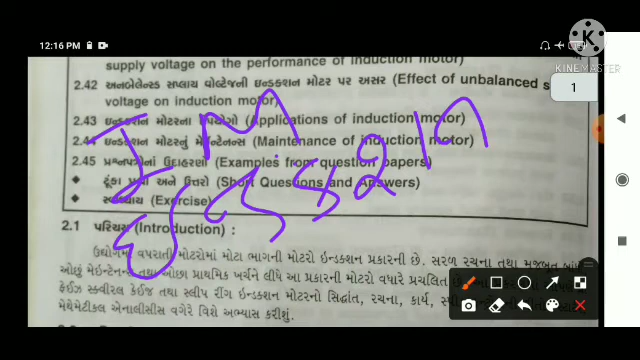 12:16 PM
KINEMASTER
1
supply voltage on the performance of induction motor)
2.42 અનબેલેન્સ્ડ સપ્લાય વોલ્ટેજની ઇન્ડક્શન મોટર પર અસર (Effect of unbalanced
voltage on induction motor)
2.43 ઇન્ડક્શન મોટરના ઉપયોગો (Applications of induction motor)
2.44 ઇન્ડક્શન મોટરનું મેઇન્ટેનન્સ (Maintenance of induction motor)
2.45 પ્રશ્નપત્રોનાં ઉદાહરણો (Examples from question papers)
ટૂંકા પ્રશ્નો અને ઉત્તરો (Short Questions and Answers)
સ્વાધ્યાય (Exercise)
I M
2.1 પરિચય (Introduction) :
ઉદ્યોગમાં વપરાતી મોટરોમાં મોટા ભાગની મોટરો ઇન્ડક્શન પ્રકારની છે. સરળ રચના તથા મજબૂત
ઓછું મેઇન્ટેનન્સ તથા ઓછા પ્રાથમિક ખર્ચને લીધે આ પ્રકારની મોટરો વધારે પ્રચલિત છે.
ફેઈઝ સ્ક્વીરલ કેઈજ તથા સ્લીપ રીંગ ઇન્ડક્શન મોટરનો સિદ્ધાંત, રચના, કાર્ય,
મેથેમેટીકલ એનાલીસીસ વગેરે વિશે અભ્યાસ કરીશું.